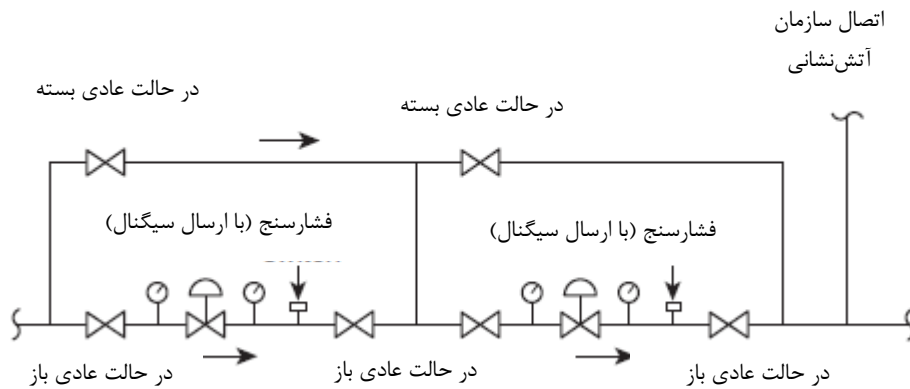 اتصال سازمان
آتش‌نشانی
در حالت عادی بسته
در حالت عادی بسته
فشارسنج (با ارسال سیگنال)
فشارسنج (با ارسال سیگنال)
در حالت عادی باز
در حالت عادی باز
در حالت عادی باز